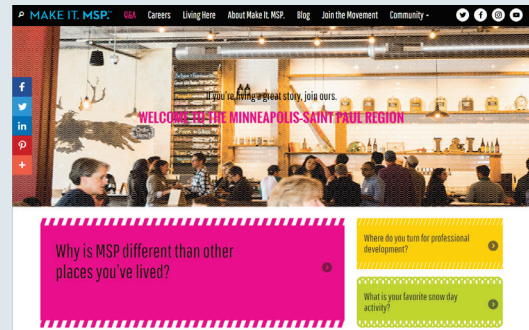 MAKE IT. MSP.™ Q&A Careers Living Here About Make It. MSP. Blog Join the Movement Community
If you're living a great story, join ours.
WELCOME TO THE MINNEAPOLIS-SAINT PAUL REGION
Why is MSP different than other
places you've lived?
Where do you turn for professional
development?
What is your favorite snow day
activity?